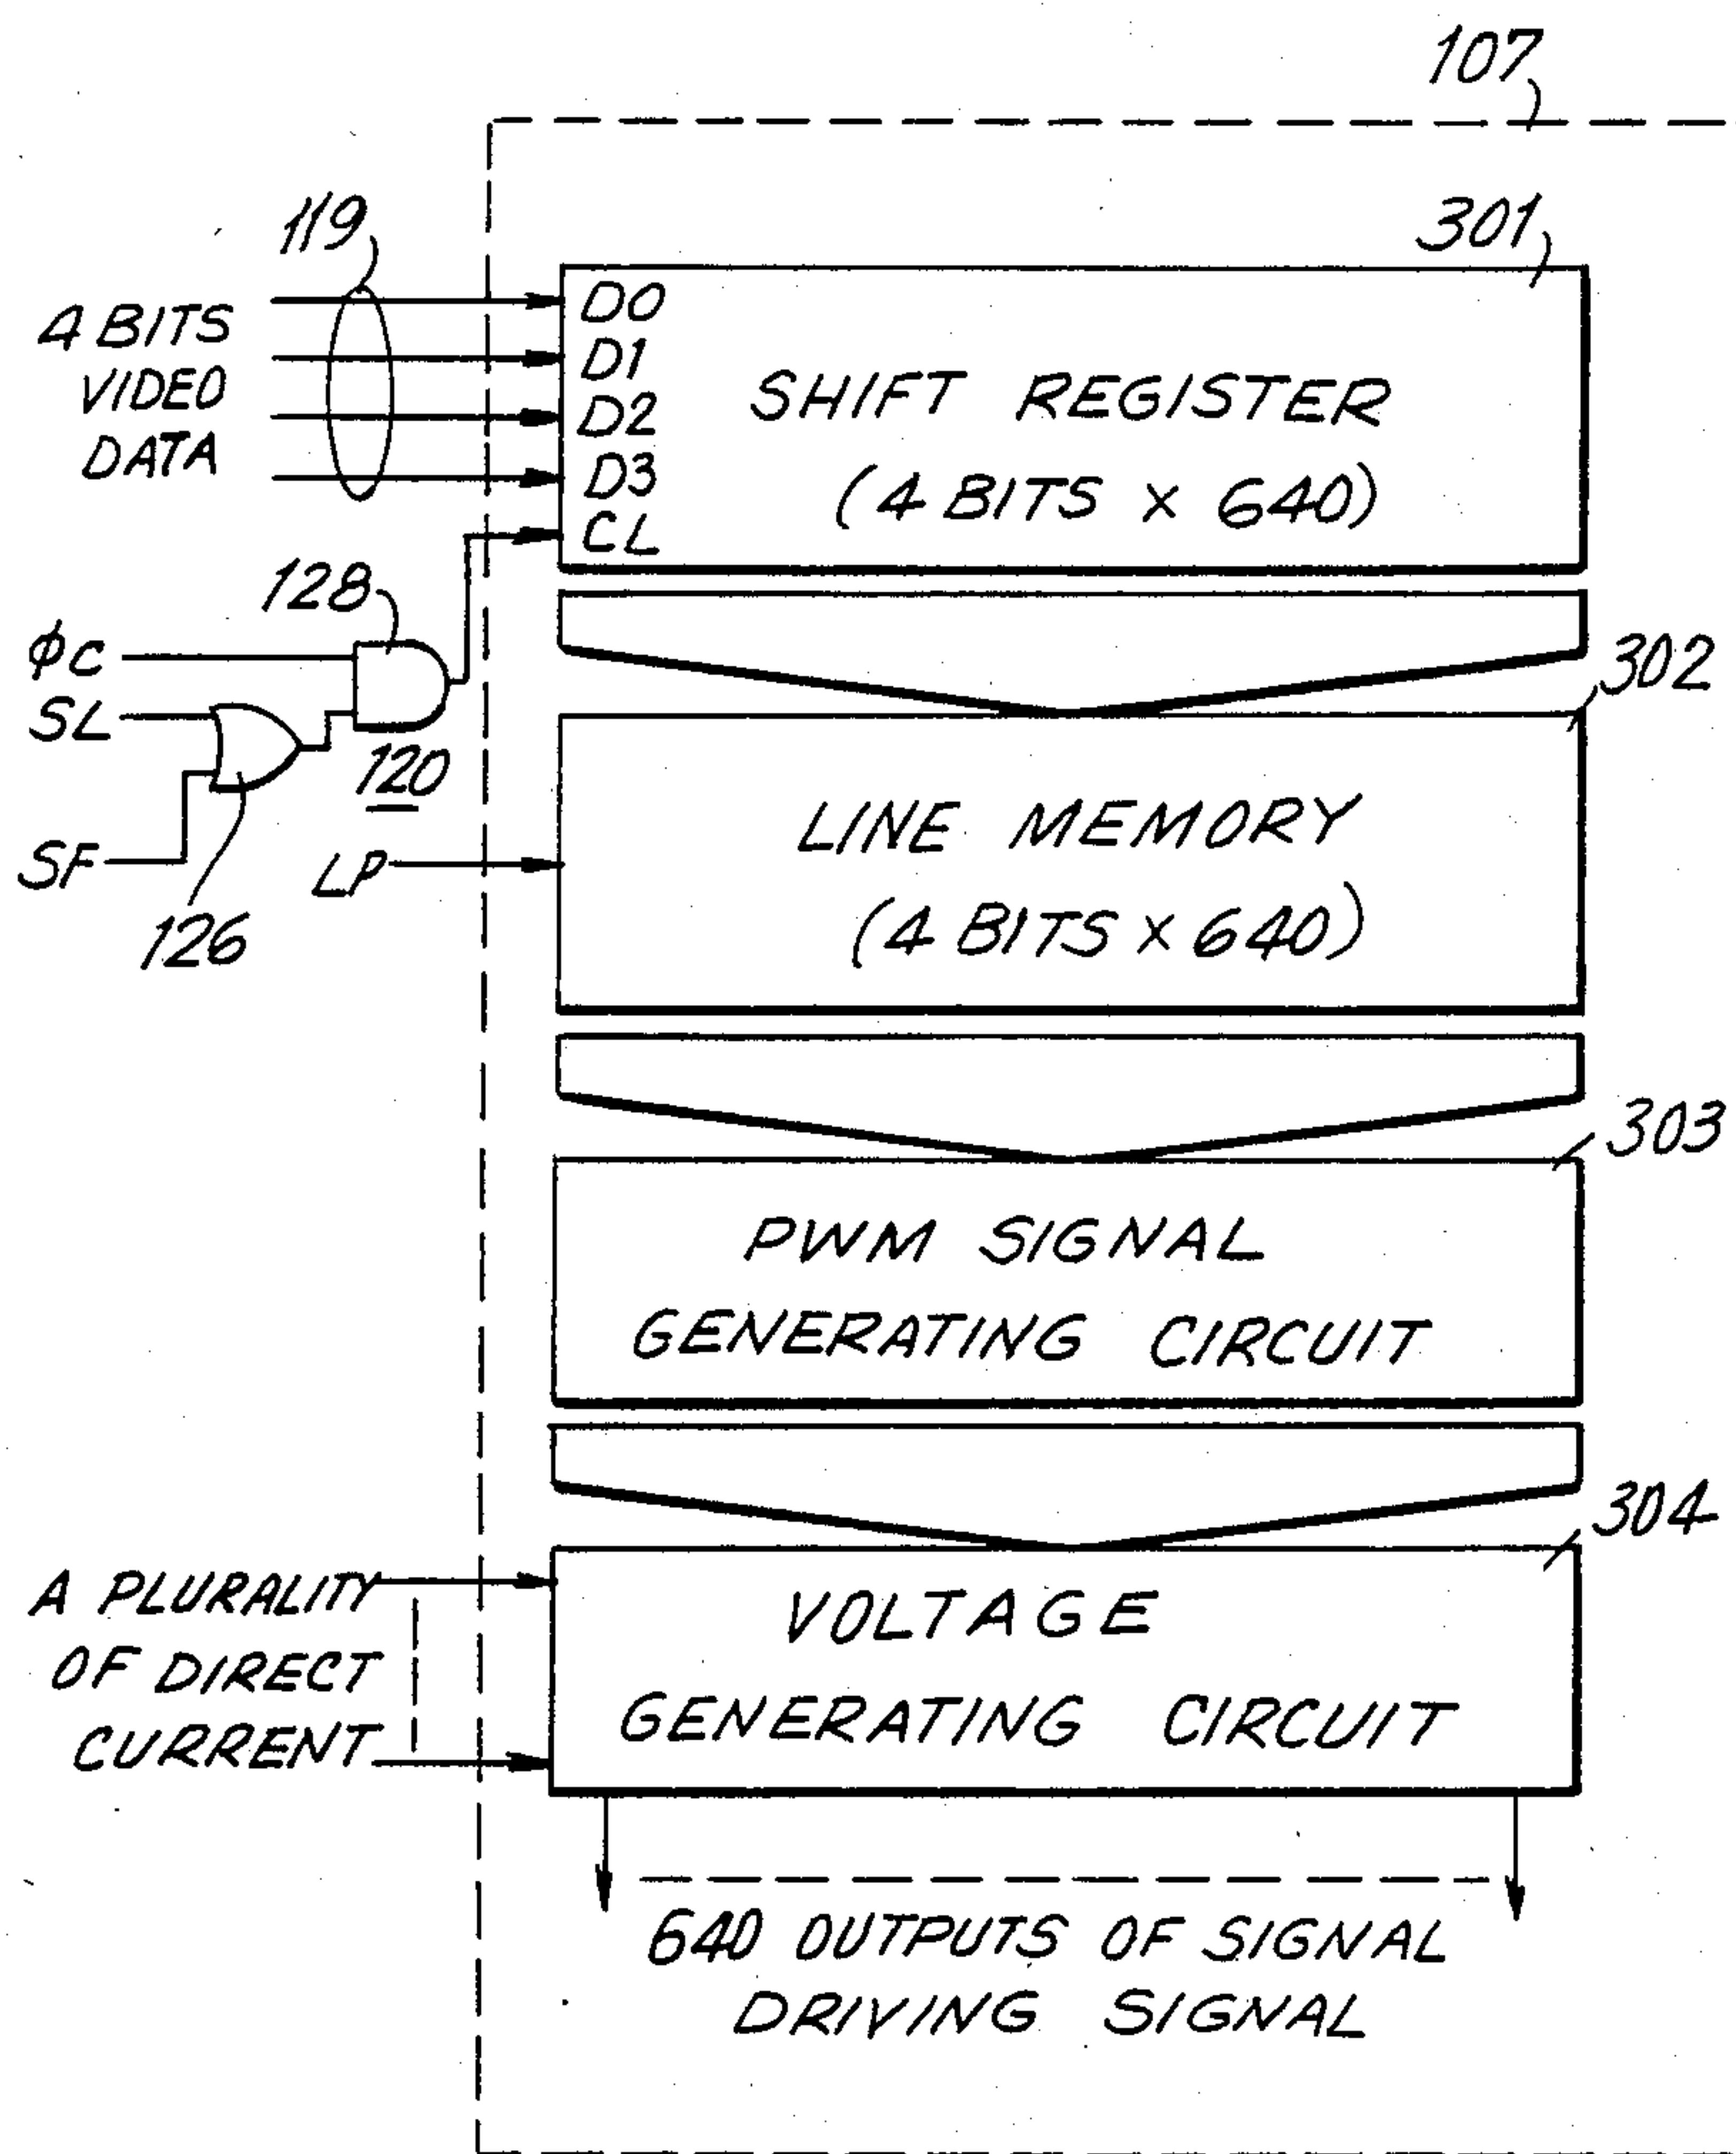 107
119
301
4 BITS
VIDEO
DATA
D0
D1
D2
D3
CL
SHIFT REGISTER
(4 BITS × 640)
128
φC
SL
SF
120
126
LP
302
LINE MEMORY
(4 BITS × 640)
303
PWM SIGNAL
GENERATING CIRCUIT
304
A PLURALITY
OF DIRECT
CURRENT
VOLTAGE
GENERATING CIRCUIT
640 OUTPUTS OF SIGNAL
DRIVING SIGNAL